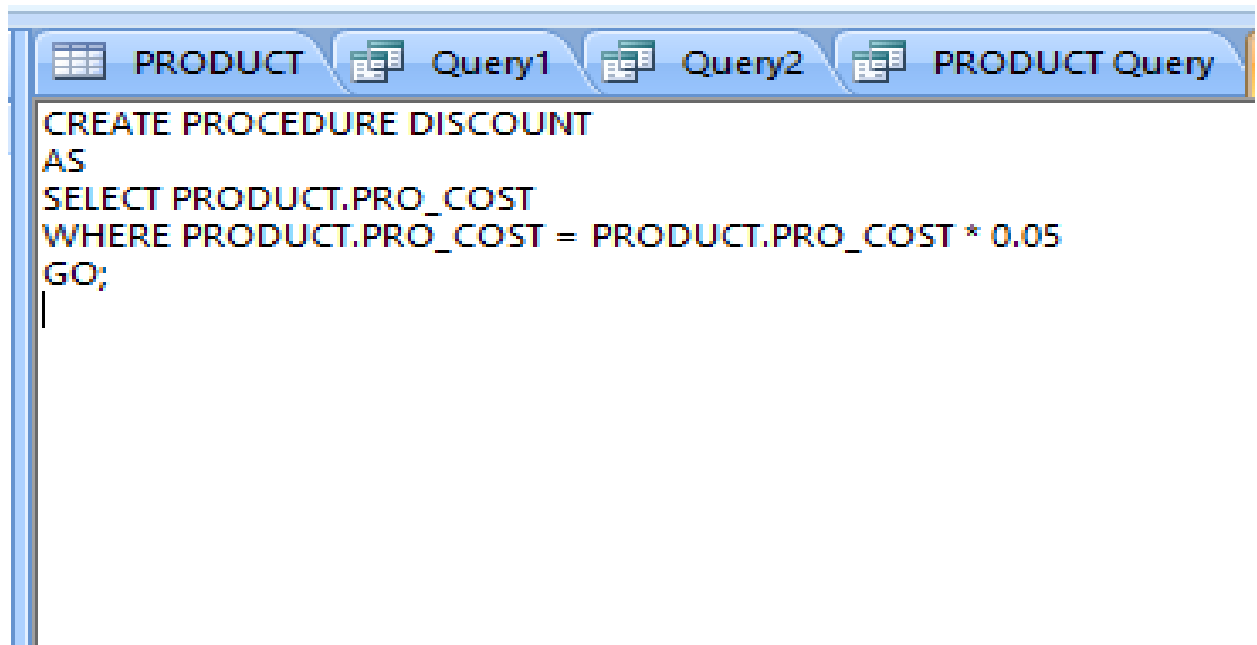 PRODUCT Query1 Query2 PRODUCT Query
CREATE PROCEDURE DISCOUNT
AS
SELECT PRODUCT.PRO_COST
WHERE PRODUCT.PRO_COST = PRODUCT.PRO_COST * 0.05
GO;